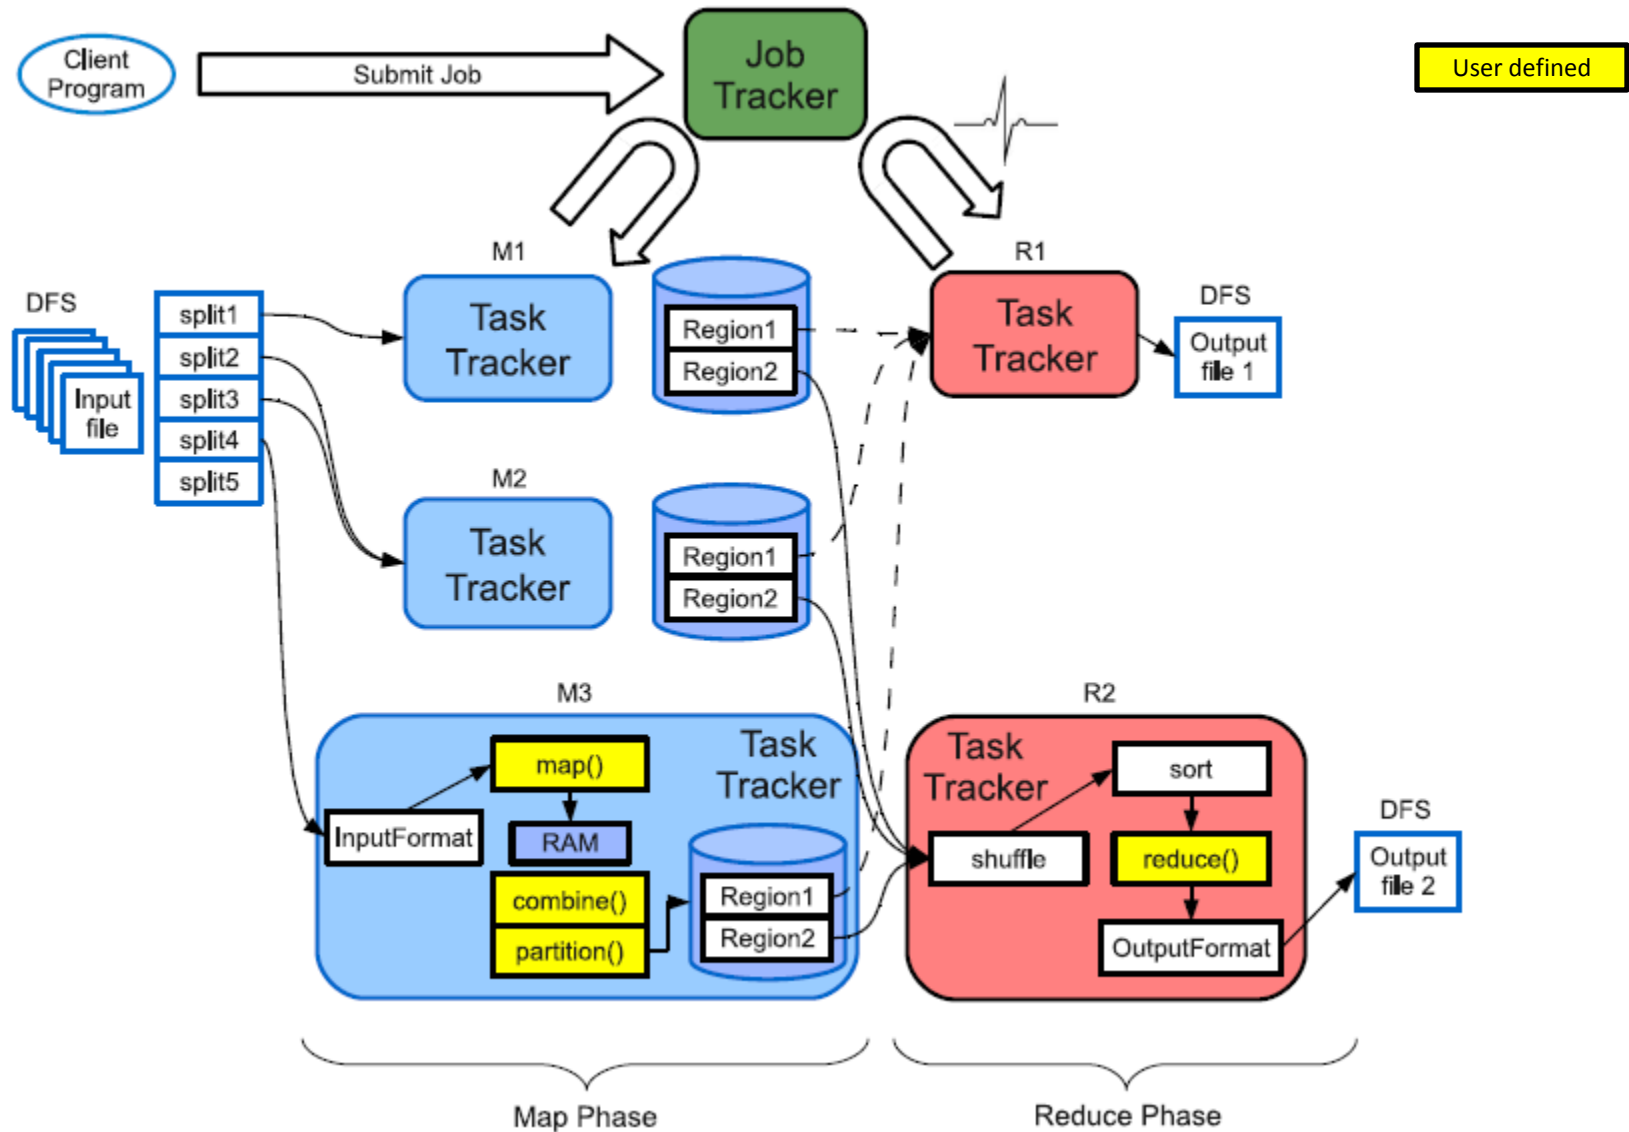 Client
Program
Submit Job
Job
Tracker
User defined
DFS
Input
file
split1
split2
split3
split4
split5
M1
Task
Tracker
Region1
Region2
R1
Task
Tracker
DFS
Output
file 1
M2
Task
Tracker
Region1
Region2
M3
Task
Tracker
InputFormat
map()
RAM
combine()
partition()
Region1
Region2
R2
Task
Tracker
shuffle
sort
reduce()
OutputFormat
DFS
Output
file 2
Map Phase
Reduce Phase